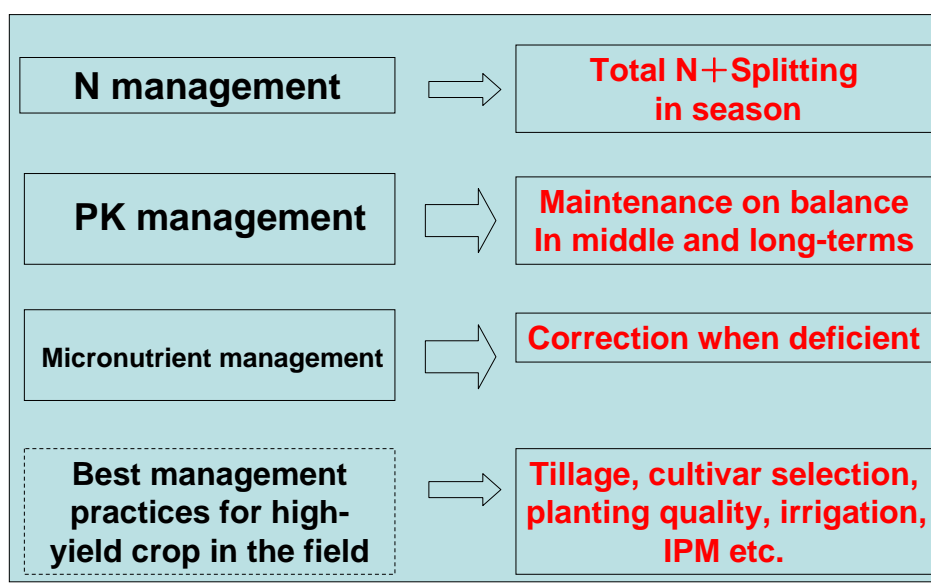 N management
Total N＋Splitting
in season
PK management
Maintenance on balance
In middle and long-terms
Micronutrient management
Correction when deficient
Best management
practices for high-
yield crop in the field
Tillage, cultivar selection,
planting quality, irrigation,
IPM etc.